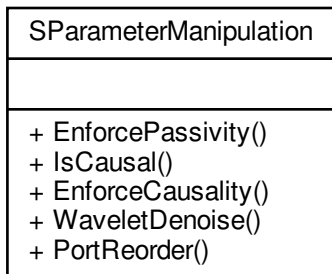 SParameterManipulation
+ EnforcePassivity()
+ IsCausal()
+ EnforceCausality()
+ WaveletDenoise()
+ PortReorder()